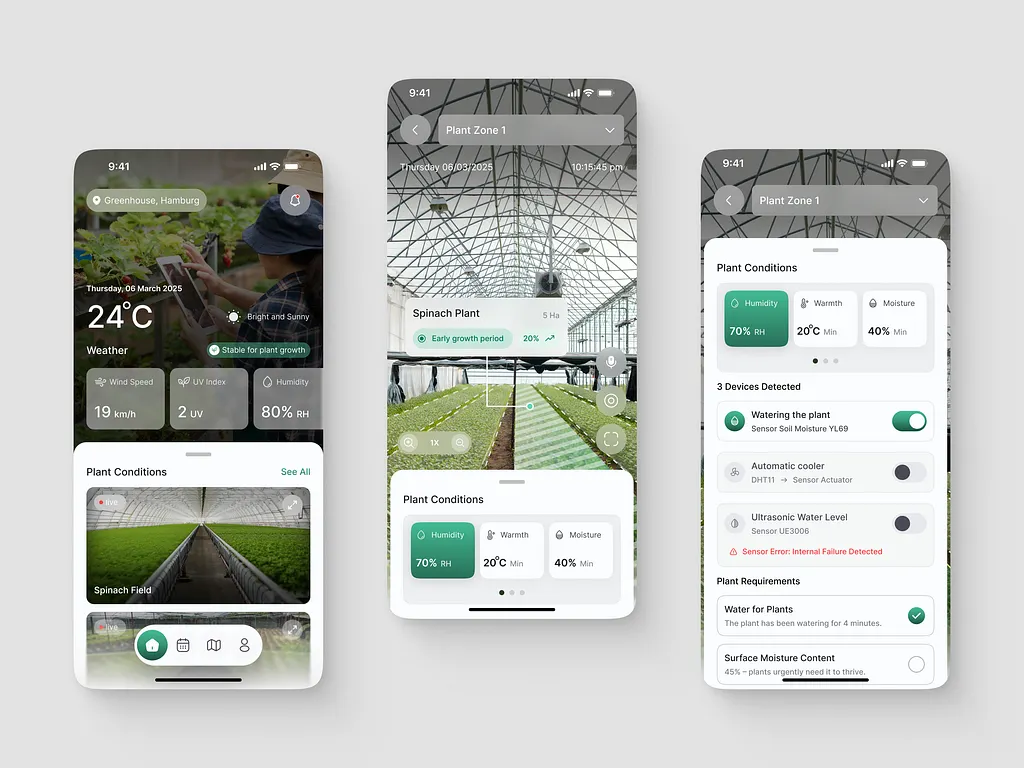 9:41
Greenhouse, Hamburg
Thursday, 06 March 2025
24°C
Bright and Sunny
Weather
Stable for plant growth
Wind Speed
19 km/h
UV Index
2 UV
Humidity
80% RH
Plant Conditions
See All
live
Spinach Field
live
9:41
Plant Zone 1
Thursday 06/03/2025
10:15:45 pm
Spinach Plant
5 Ha
Early growth period
20%
1X
Plant Conditions
Humidity
70% RH
Warmth
20°C Min
Moisture
40% Min
9:41
Plant Zone 1
Plant Conditions
Humidity
70% RH
Warmth
20°C Min
Moisture
40% Min
3 Devices Detected
Watering the plant
Sensor Soil Moisture YL69
Automatic cooler
DHT11 → Sensor Actuator
Ultrasonic Water Level
Sensor UE3006
Sensor Error: Internal Failure Detected
Plant Requirements
Water for Plants
The plant has been watering for 4 minutes.
Surface Moisture Content
45% – plants urgently need it to thrive.